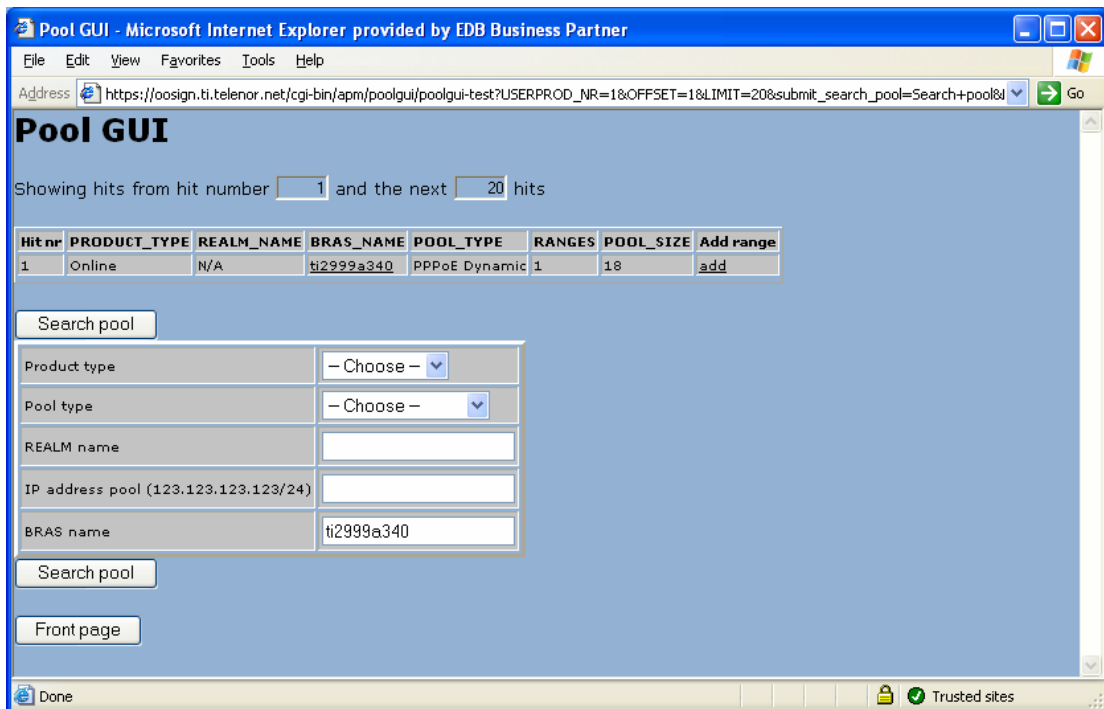 Pool GUI - Microsoft Internet Explorer provided by EDB Business Partner
File Edit View Favorites Tools Help
Address https://oosign.ti.telenor.net/cgi-bin/apm/poolgui/poolgui-test?USERPROD_NR=1&OFFSET=1&LIMIT=20&submit_search_pool=Search+pool& Go
Pool GUI
Showing hits from hit number 1 and the next 20 hits
Hit nr PRODUCT_TYPE REALM_NAME BRAS_NAME POOL_TYPE RANGES POOL_SIZE Add range
1 Online N/A ti2999a340 PPPoE Dynamic 1 18 add
Search pool
Product type – Choose –
Pool type – Choose –
REALM name
IP address pool (123.123.123.123/24)
BRAS name ti2999a340
Search pool
Front page
Done Trusted sites